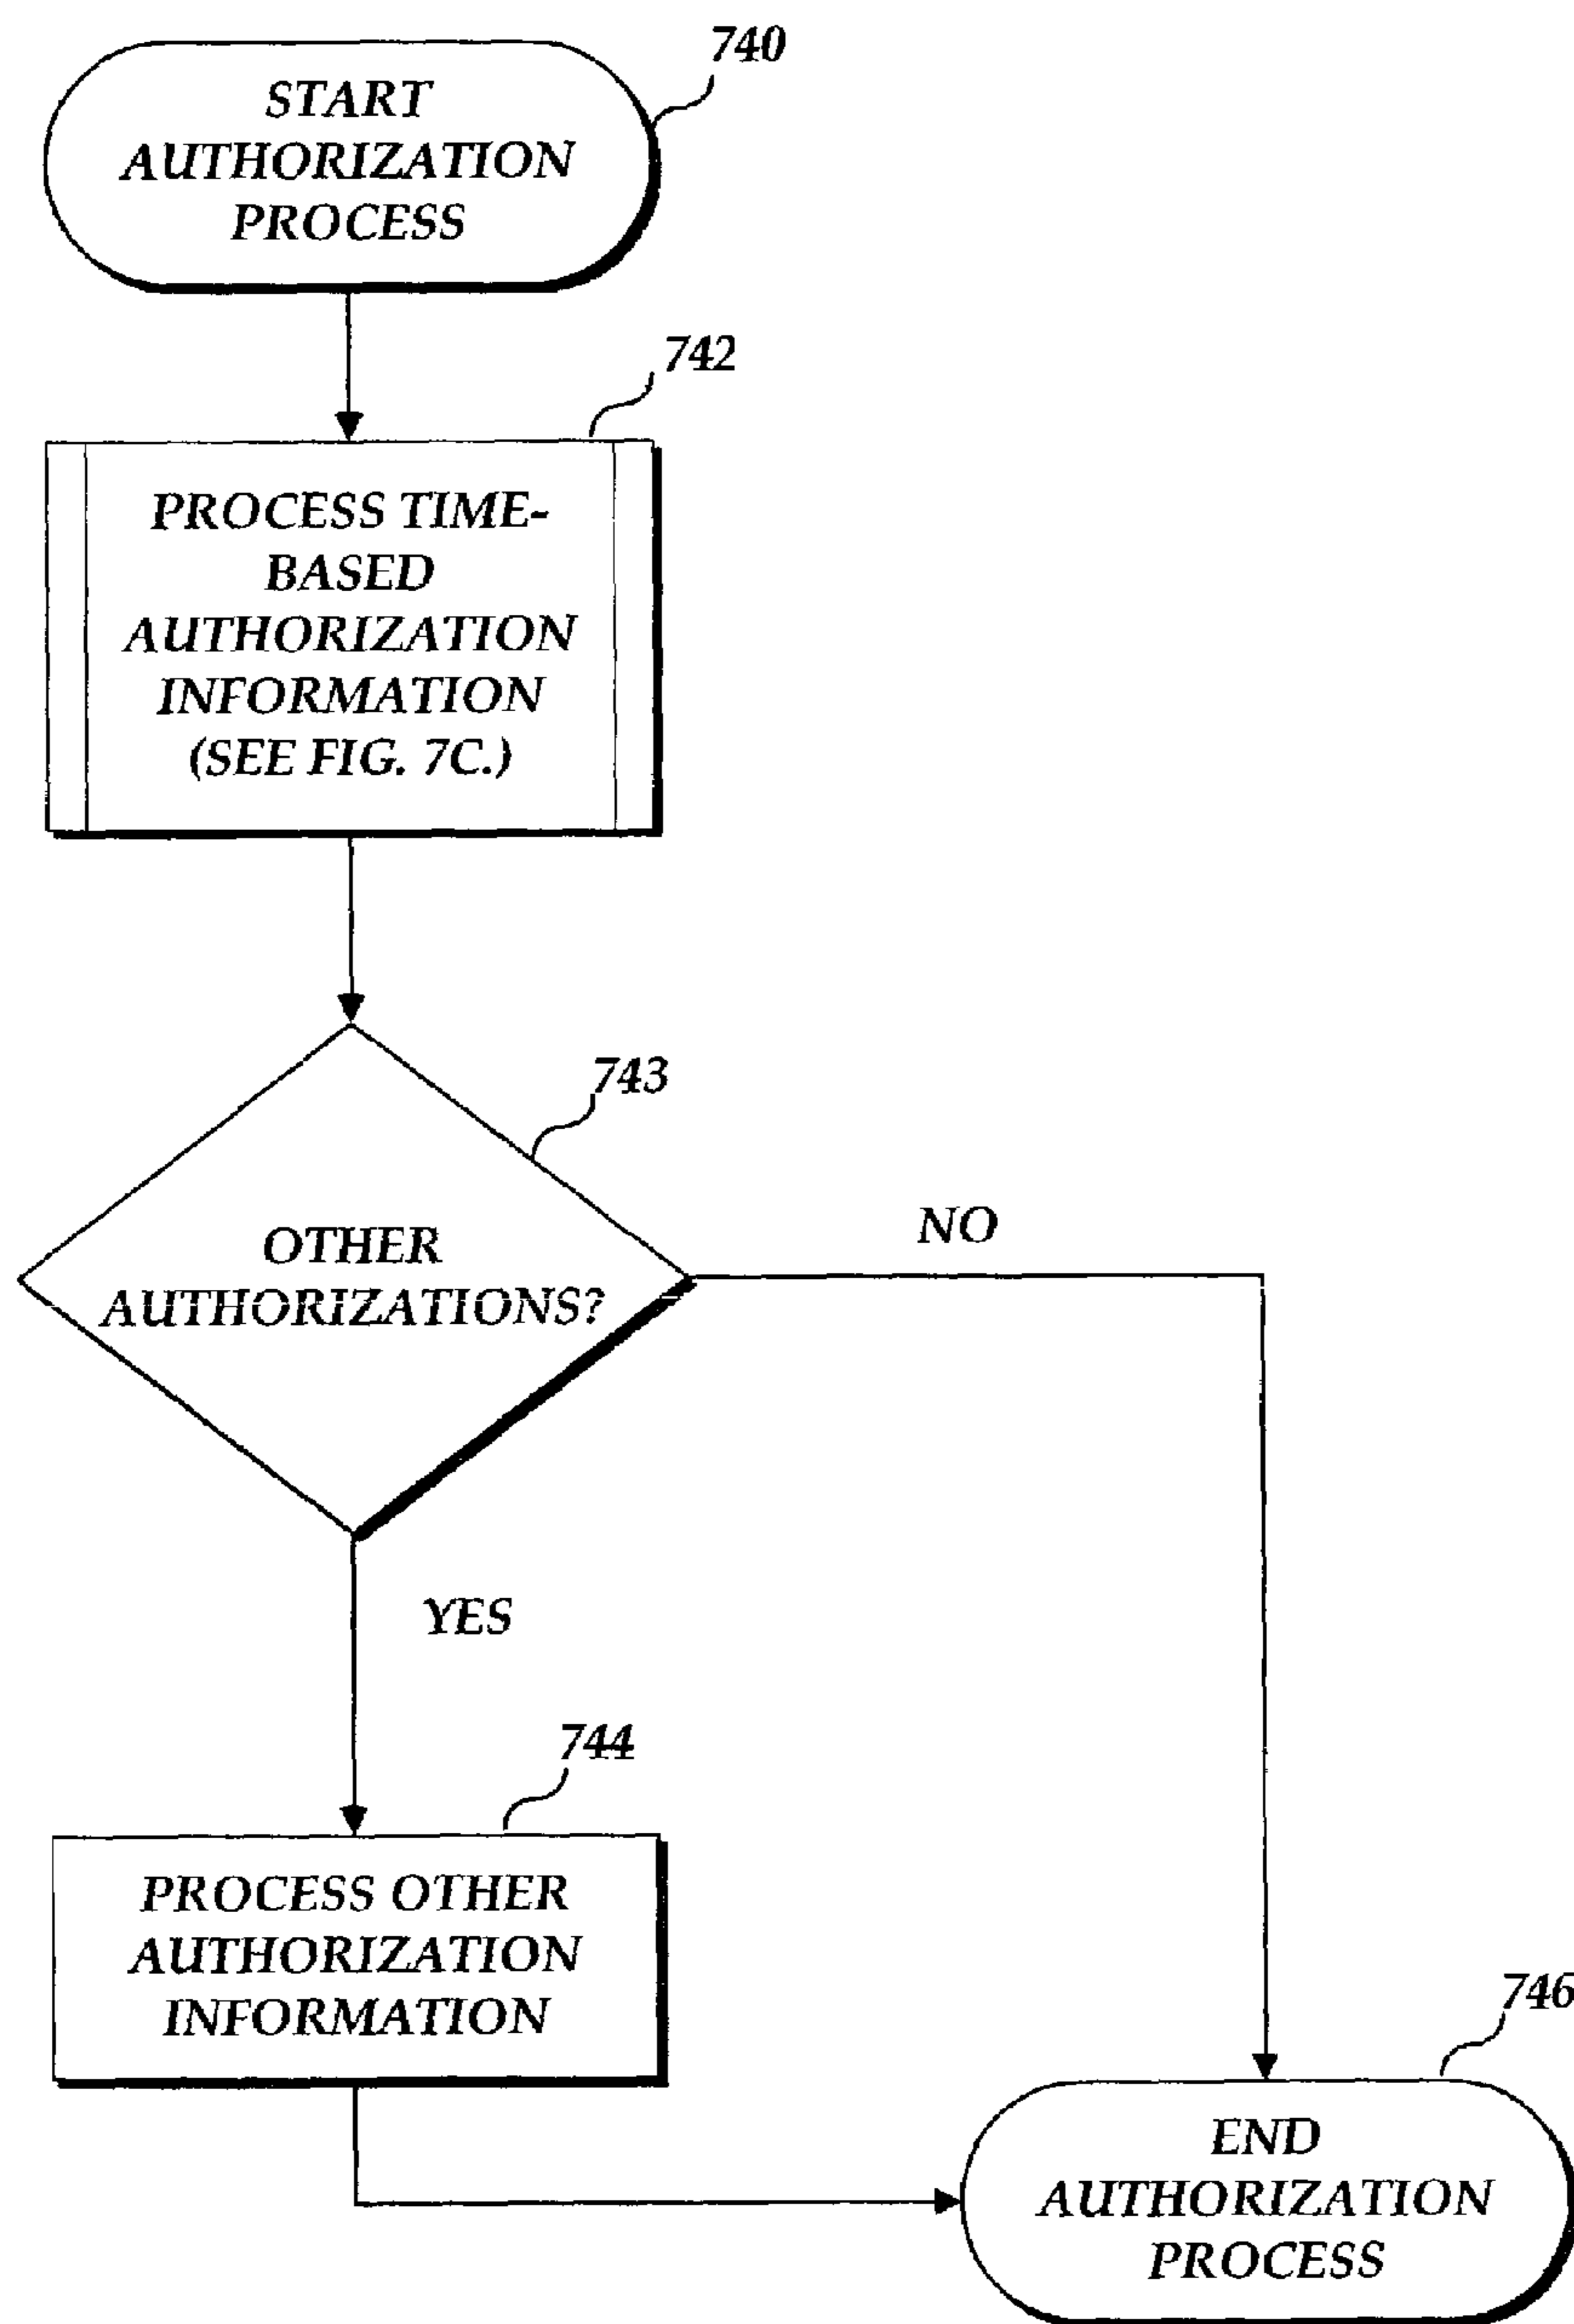 740
START
AUTHORIZATION
PROCESS
742
PROCESS TIME-
BASED
AUTHORIZATION
INFORMATION
(SEE FIG. 7C.)
743
OTHER
AUTHORIZATIONS?
NO
YES
744
PROCESS OTHER
AUTHORIZATION
INFORMATION
746
END
AUTHORIZATION
PROCESS